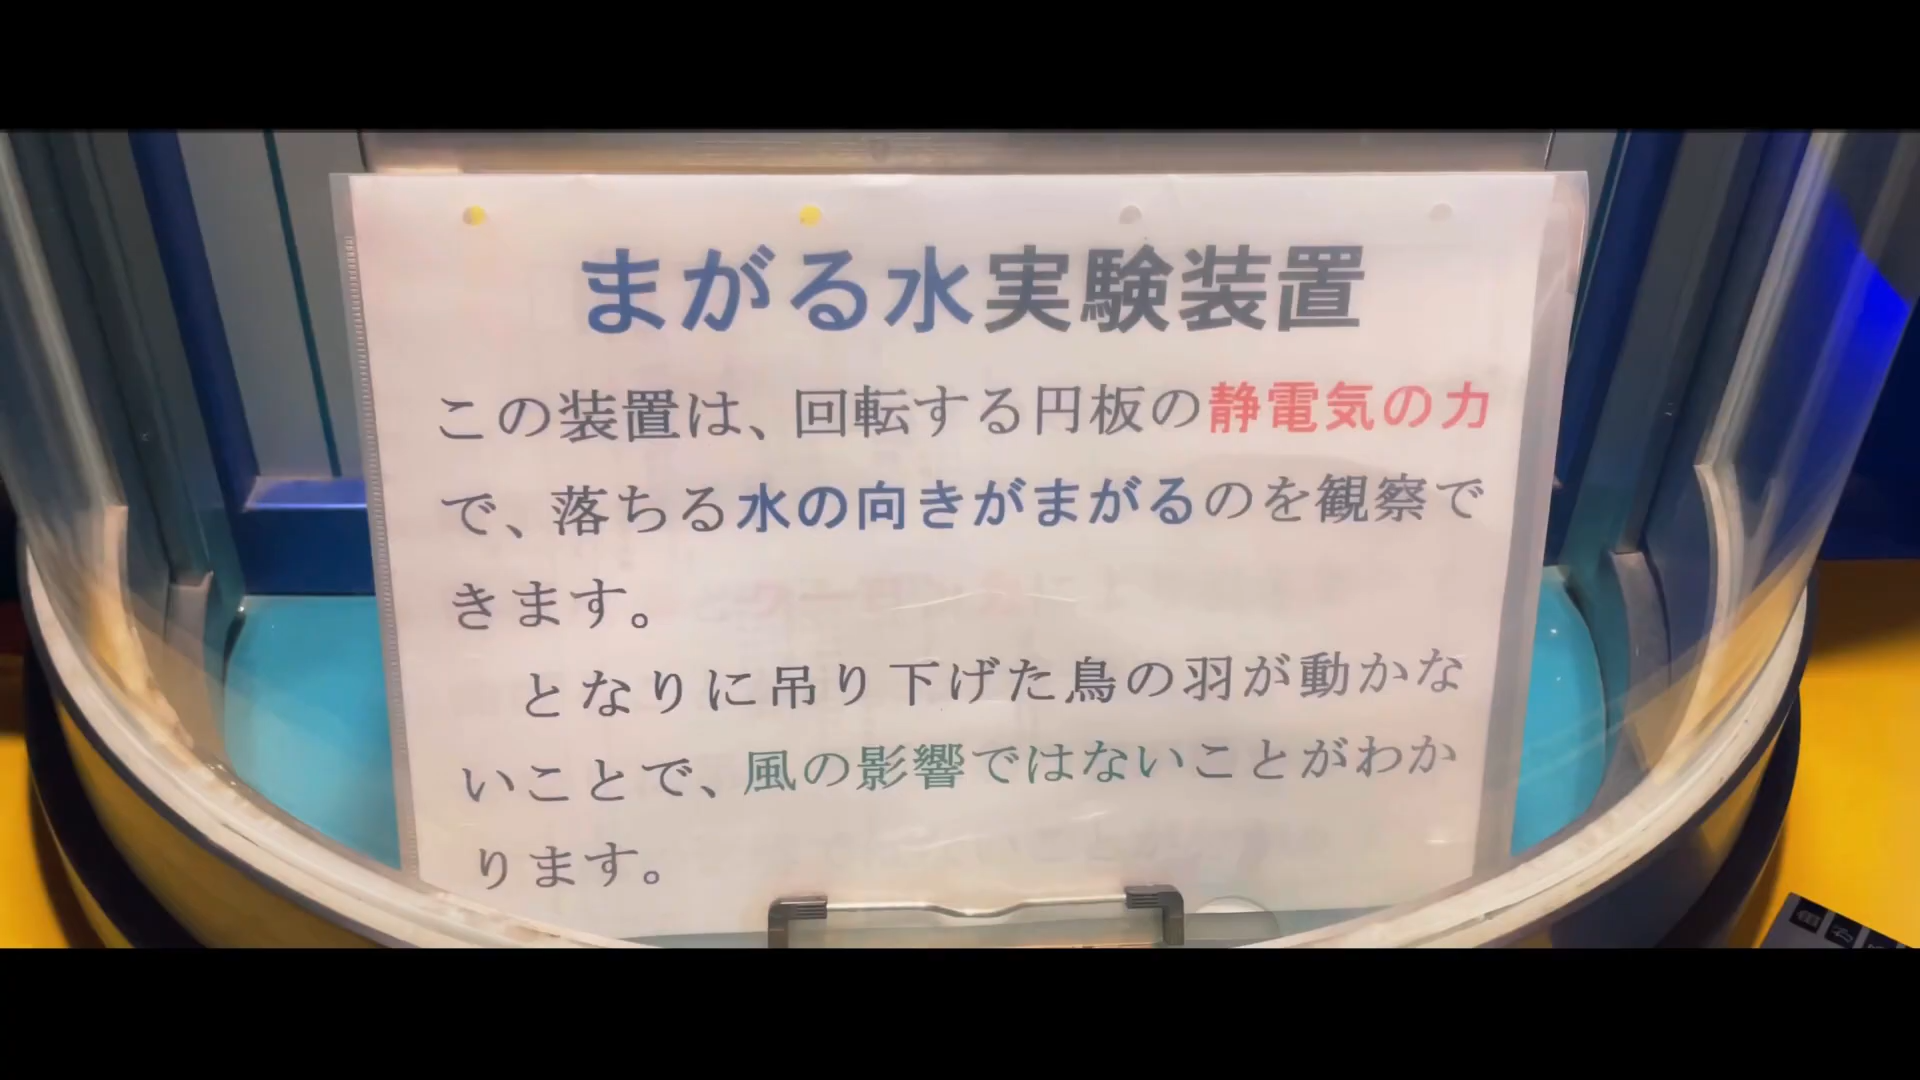 まがる水実験装置
この装置は、回転する円板の静電気の力
で、落ちる水の向きがまがるのを観察で
きます。
となりに吊り下げた鳥の羽が動かな
いことで、風の影響ではないことがわか
ります。